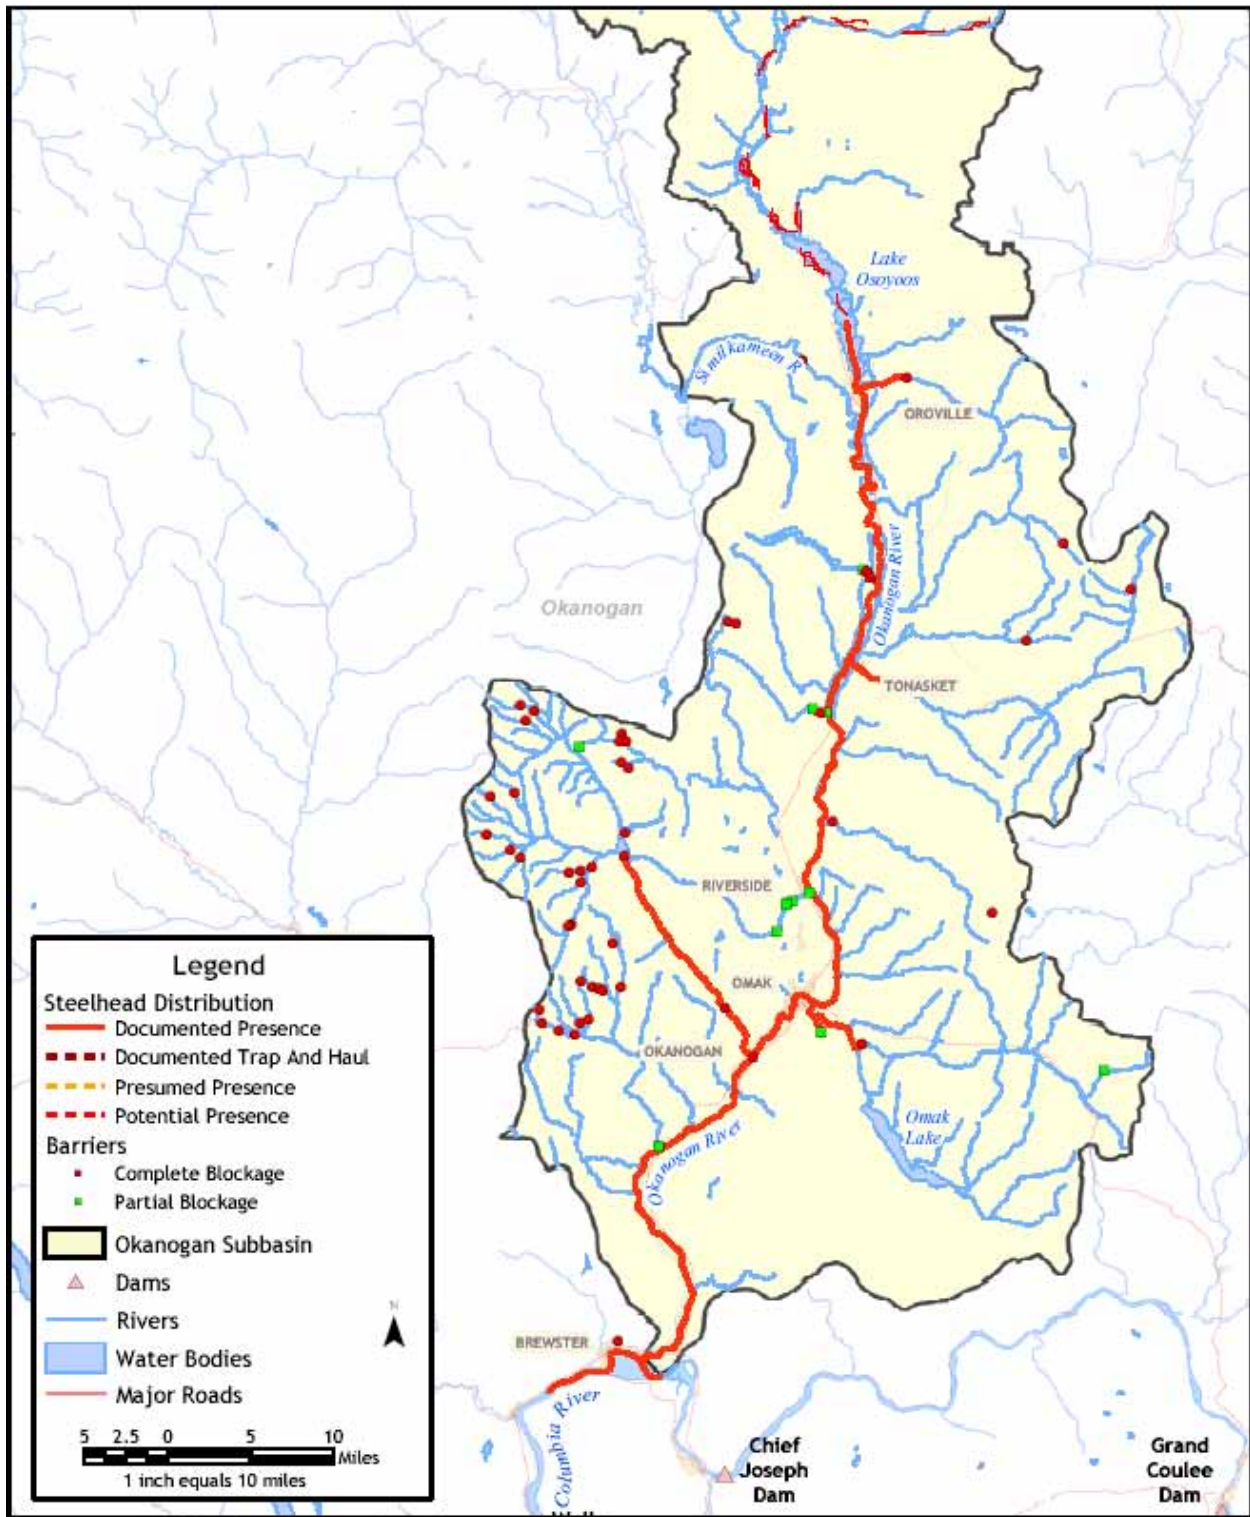 Lake
Osoyoos
Similkameen R
OROVILLE
Okanogan River
Okanogan
TONASKET
RIVERSIDE
OMAK
OKANOGAN
Omak
Lake
Okanogan River
BREWSTER
Columbia River
Chief
Joseph
Dam
Grand
Coulee
Dam
Legend
Steelhead Distribution
Documented Presence
Documented Trap And Haul
Presumed Presence
Potential Presence
Barriers
Complete Blockage
Partial Blockage
Okanogan Subbasin
Dams
N
Rivers
Water Bodies
Major Roads
5 2.5 0 5 10
Miles
1 inch equals 10 miles